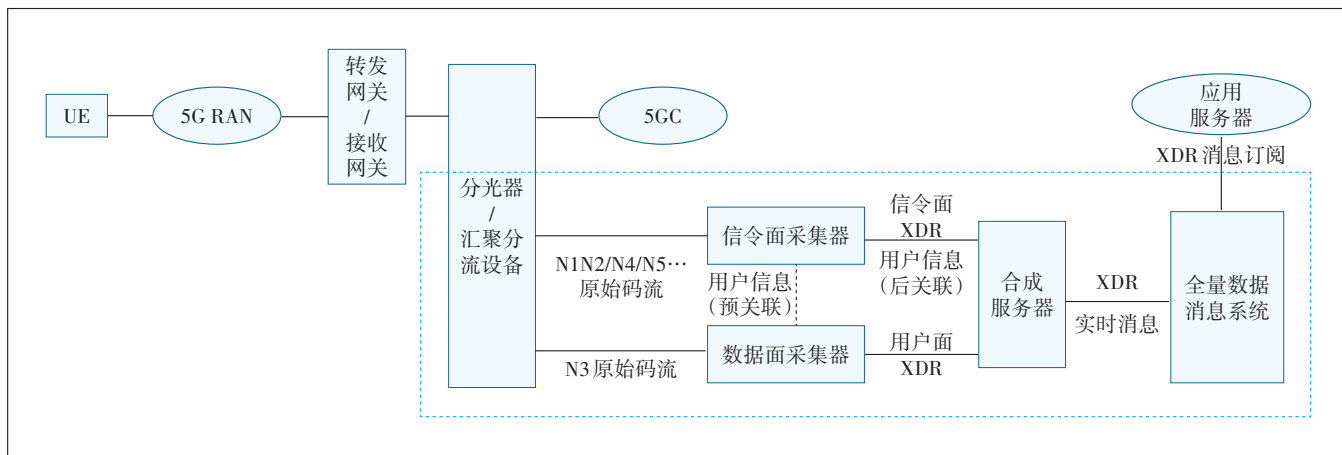 UE
5G RAN
转发
网关
/
接收
网关
分光器
/
汇聚分
流设备
5GC
应用
服务器
XDR 消息订阅
N1N2/N4/N5…
原始码流
N3 原始码流
信令面采集器
用户信息
（预关联）
数据面采集器
信令面
XDR
用户信息
（后关联）
用户面
XDR
合成
服务器
XDR
实时消息
全量数据
消息系统